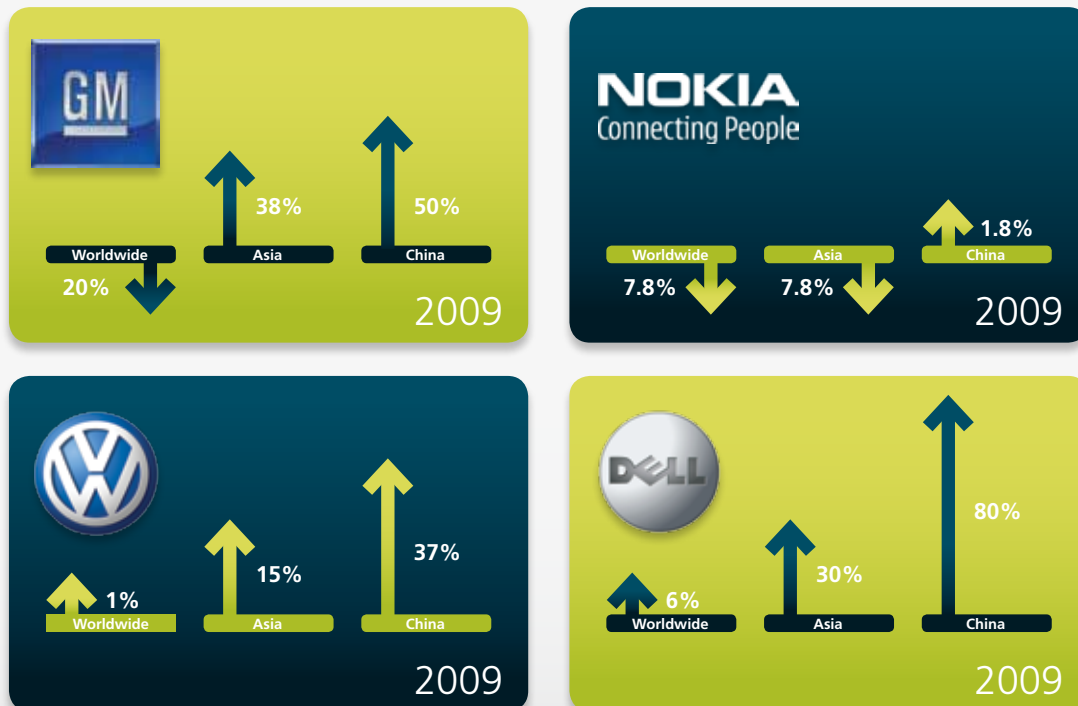 GM
38%
50%
Worldwide
Asia
China
20%
2009
NOKIA
Connecting People
1.8%
Worldwide
Asia
China
7.8%
7.8%
2009
VW
37%
15%
1%
Worldwide
Asia
China
2009
DELL
80%
30%
6%
Worldwide
Asia
China
2009